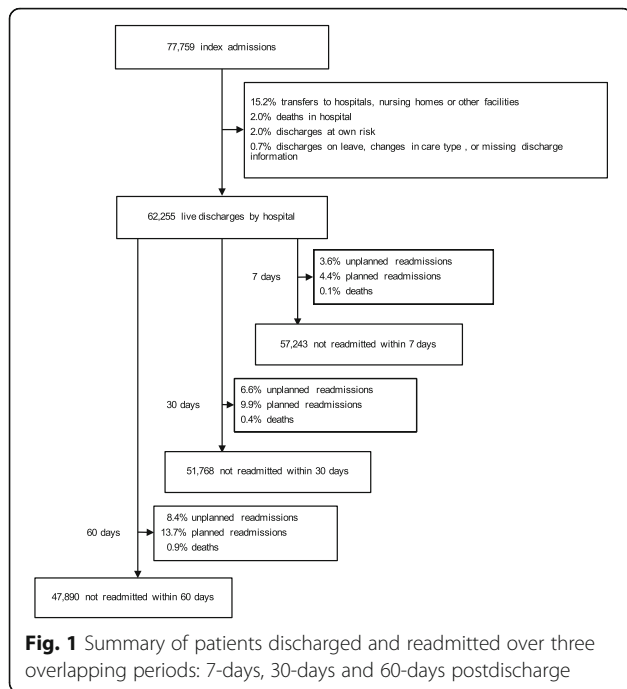 77,759 index admissions
15.2% transfers to hospitals, nursing homes or other facilities
2.0% deaths in hospital
2.0% discharges at own risk
0.7% discharges on leave, changes in care type , or missing discharge
information
62,255 live discharges by hospital
7 days
3.6% unplanned readmissions
4.4% planned readmissions
0.1% deaths
57,243 not readmitted within 7 days
30 days
6.6% unplanned readmissions
9.9% planned readmissions
0.4% deaths
51,768 not readmitted within 30 days
60 days
8.4% unplanned readmissions
13.7% planned readmissions
0.9% deaths
47,890 not readmitted within 60 days
Fig. 1 Summary of patients discharged and readmitted over three
overlapping periods: 7-days, 30-days and 60-days postdischarge